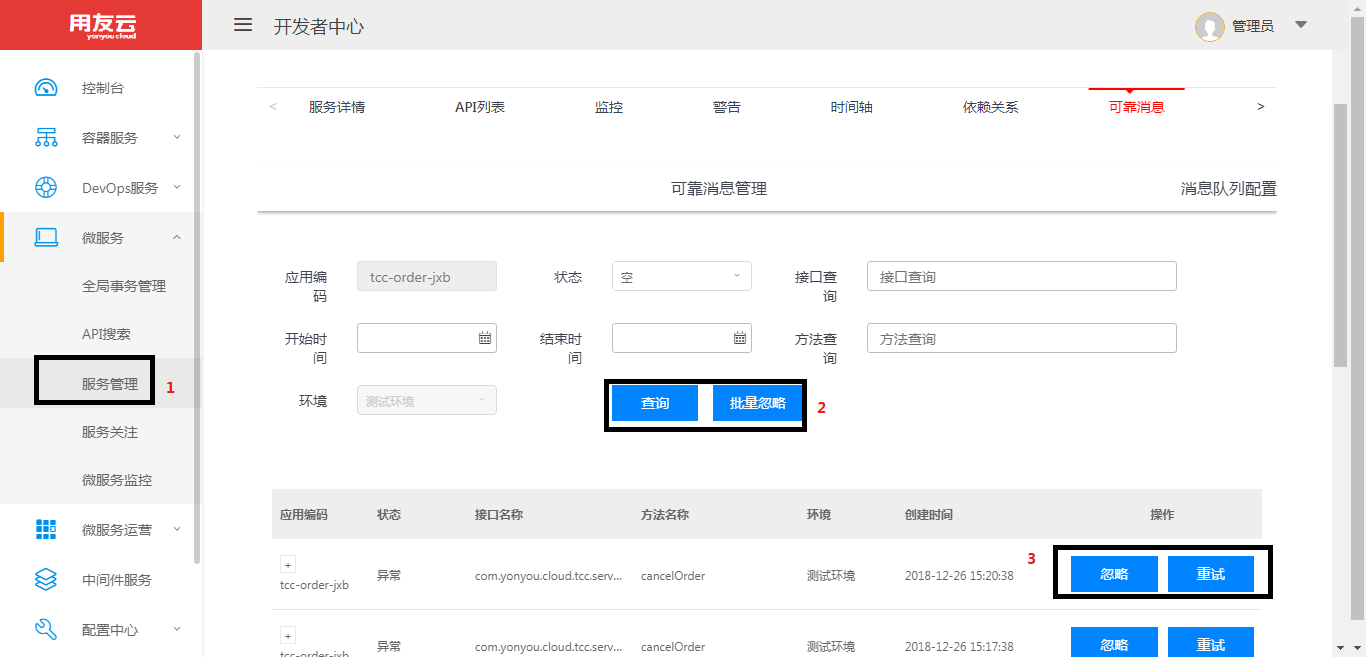 用友云
yonyou cloud
开发者中心
管理员
控制台
容器服务
DevOps服务
微服务
全局事务管理
API搜索
服务管理
1
服务关注
微服务监控
微服务运营
中间件服务
配置中心
<
服务详情
API列表
监控
警告
时间轴
依赖关系
可靠消息
>
可靠消息管理
消息队列配置
应用编
码
tcc-order-jxb
状态
空
接口查
询
接口查询
开始时
间
结束时
间
方法查
询
方法查询
环境
测试环境
查询
批量忽略
2
应用编码 状态 接口名称 方法名称 环境 创建时间 操作
+
tcc-order-jxb 异常 com.yonyou.cloud.tcc.serv... cancelOrder 测试环境 2018-12-26 15:20:38 忽略 重试
3
+
tcc-order-jxb 异常 com.yonyou.cloud.tcc.serv... cancelOrder 测试环境 2018-12-26 15:17:38 忽略 重试